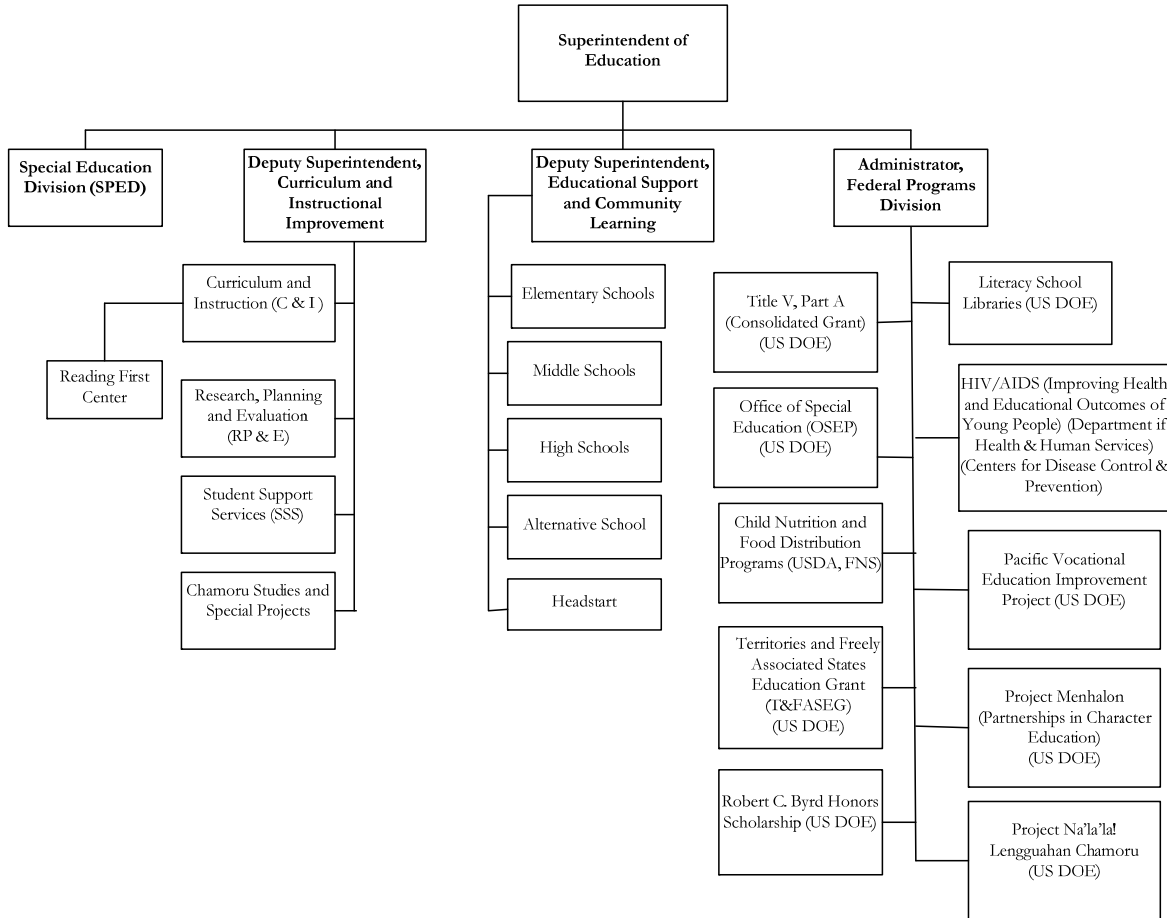 Superintendent of
Education
Special Education
Division (SPED)
Deputy Superintendent,
Curriculum and
Instructional
Improvement
Deputy Superintendent,
Educational Support
and Community
Learning
Administrator,
Federal Programs
Division
Curriculum and
Instruction (C & I )
Reading First
Center
Research, Planning
and Evaluation
(RP & E)
Student Support
Services (SSS)
Chamoru Studies and
Special Projects
Elementary Schools
Middle Schools
High Schools
Alternative School
Headstart
Title V, Part A
(Consolidated Grant)
(US DOE)
Office of Special
Education (OSEP)
(US DOE)
Child Nutrition and
Food Distribution
Programs (USDA, FNS)
Territories and Freely
Associated States
Education Grant
(T&FASEG)
(US DOE)
Robert C. Byrd Honors
Scholarship (US DOE)
Literacy School
Libraries (US DOE)
HIV/AIDS (Improving Health
and Educational Outcomes of
Young People) (Department if
Health & Human Services)
(Centers for Disease Control &
Prevention)
Pacific Vocational
Education Improvement
Project (US DOE)
Project Menhalon
(Partnerships in Character
Education)
(US DOE)
Project Na'la'la!
Lengguahan Chamoru
(US DOE)